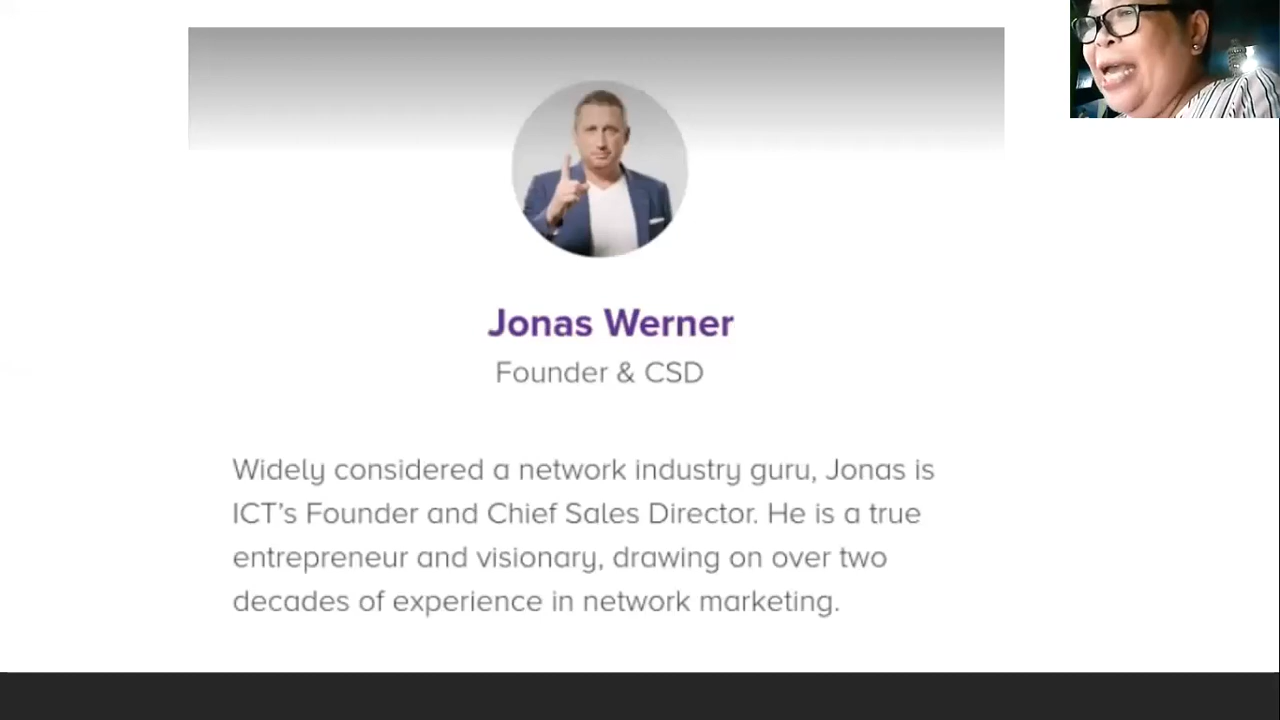 Jonas Werner
Founder & CSD
Widely considered a network industry guru, Jonas is
ICT's Founder and Chief Sales Director. He is a true
entrepreneur and visionary, drawing on over two
decades of experience in network marketing.